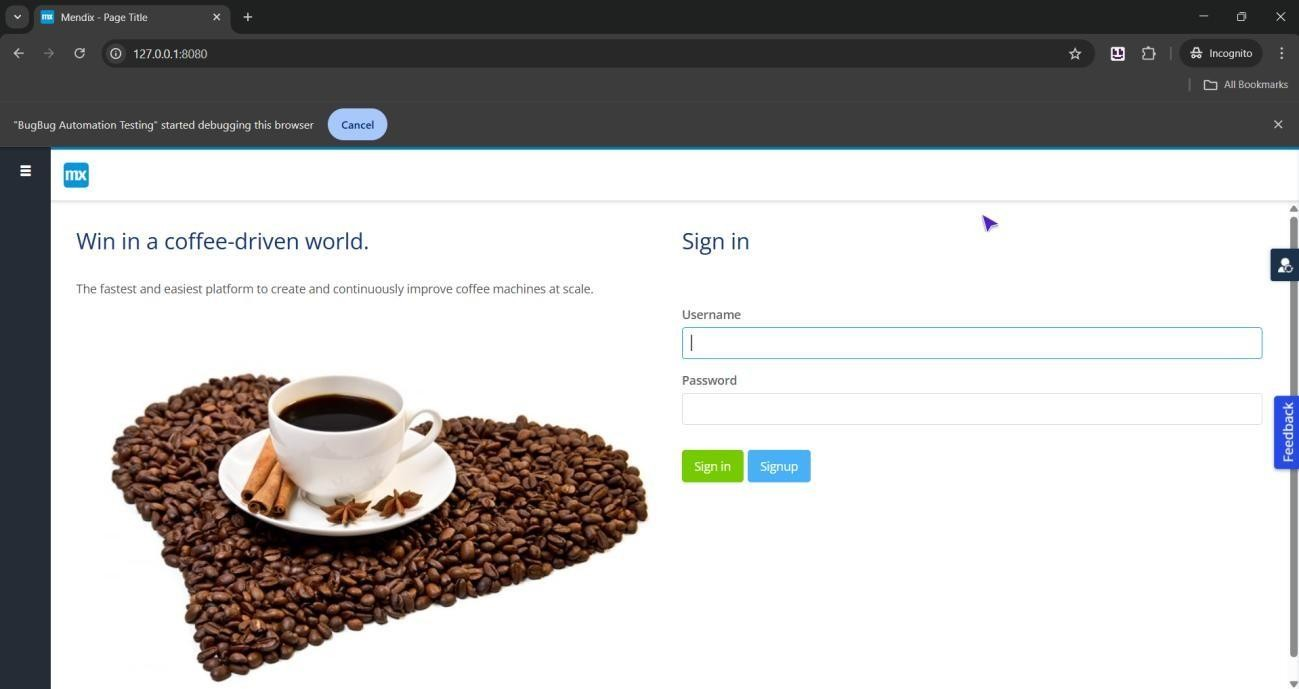 mx Mendix - Page Title
127.0.0.1:8080
Incognito
All Bookmarks
"BugBug Automation Testing" started debugging this browser
Cancel
mx
Win in a coffee-driven world.
The fastest and easiest platform to create and continuously improve coffee machines at scale.
Sign in
Username
Password
Sign in
Signup
Feedback